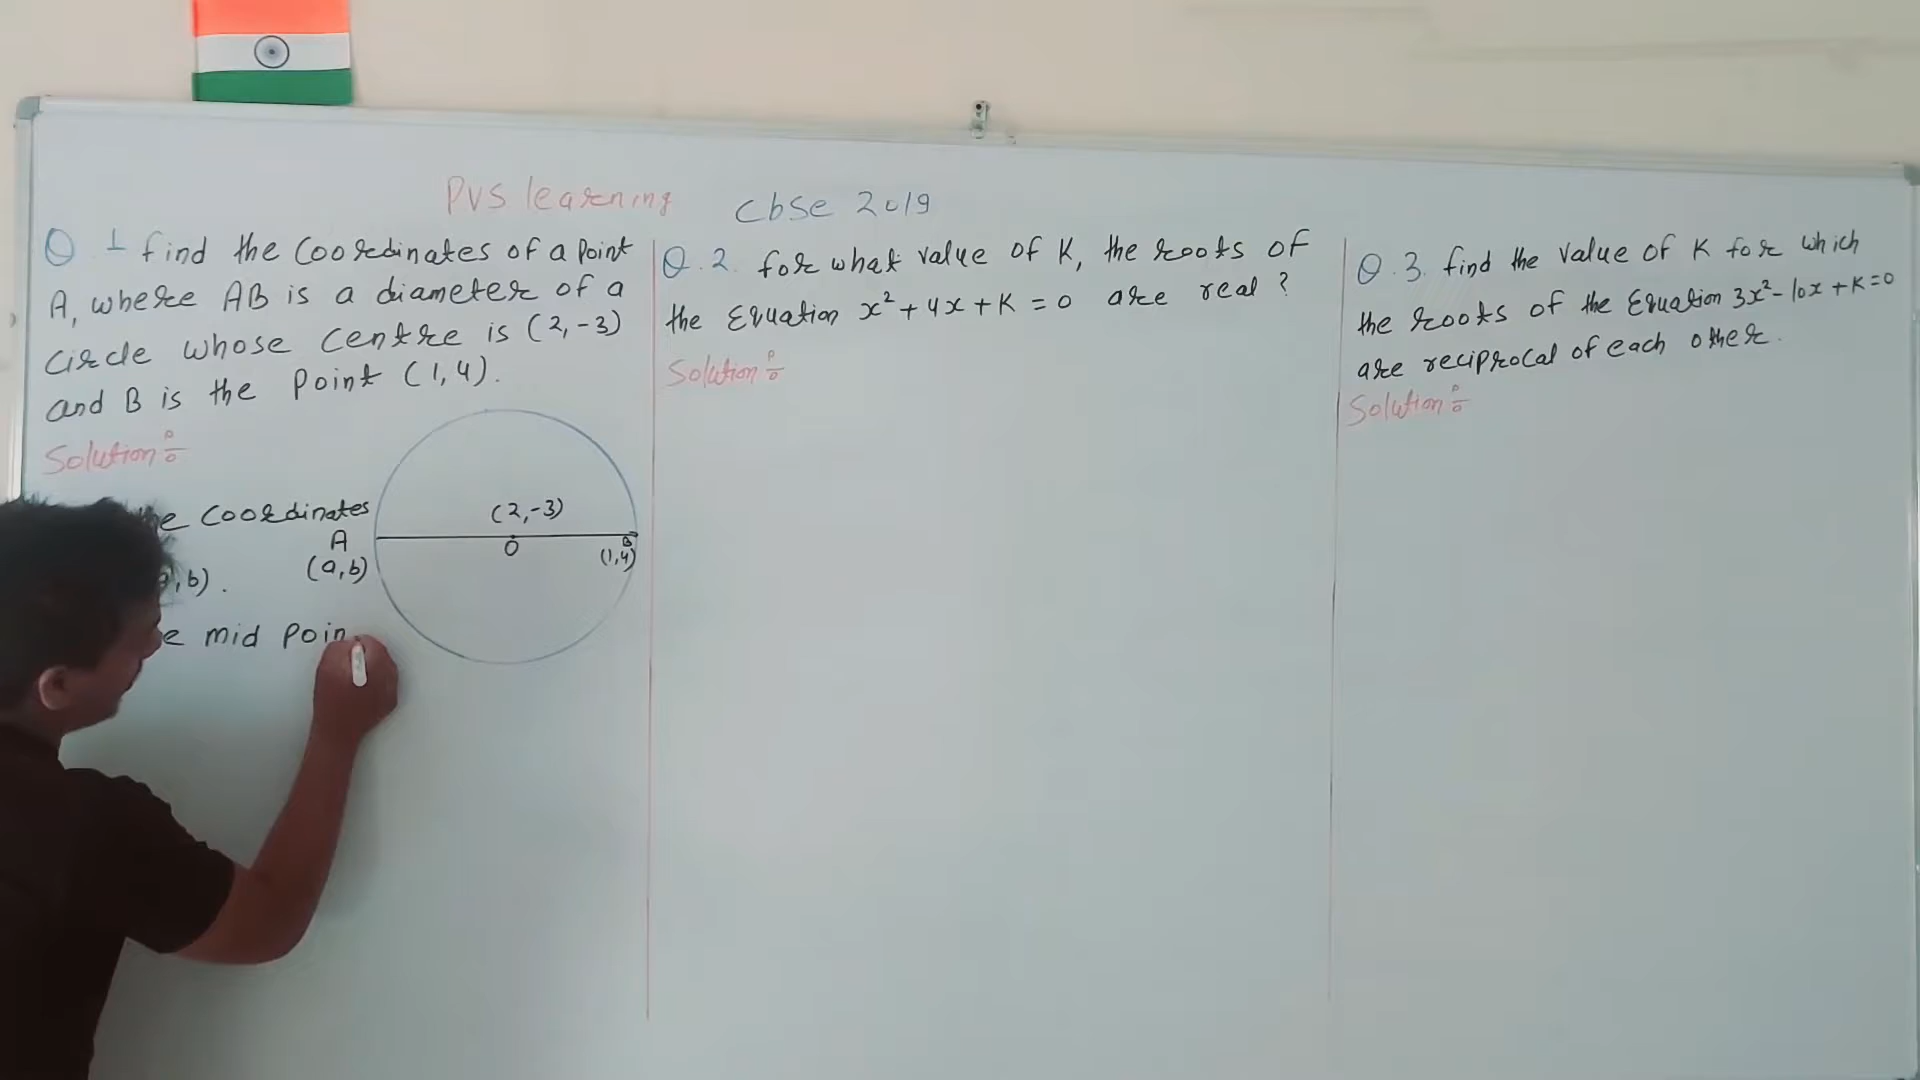 PVS learning
Cbse 2019
Q. 1 find the Coordinates of a Point
A, where AB is a diameter of a
Circle whose Centre is (2,-3)
and B is the Point (1,4).
Solution
Coordinates
A
(a,b)
,b).
mid Poin
(2,-3)
O
B
(1,4)
Q.2. for what value of K, the roots of
the Equation x²+4x+K=0 are real?
Solution
Q.3. find the Value of K for which
the roots of the Equation 3x²-10x+K=0
are reciprocal of each other.
Solution